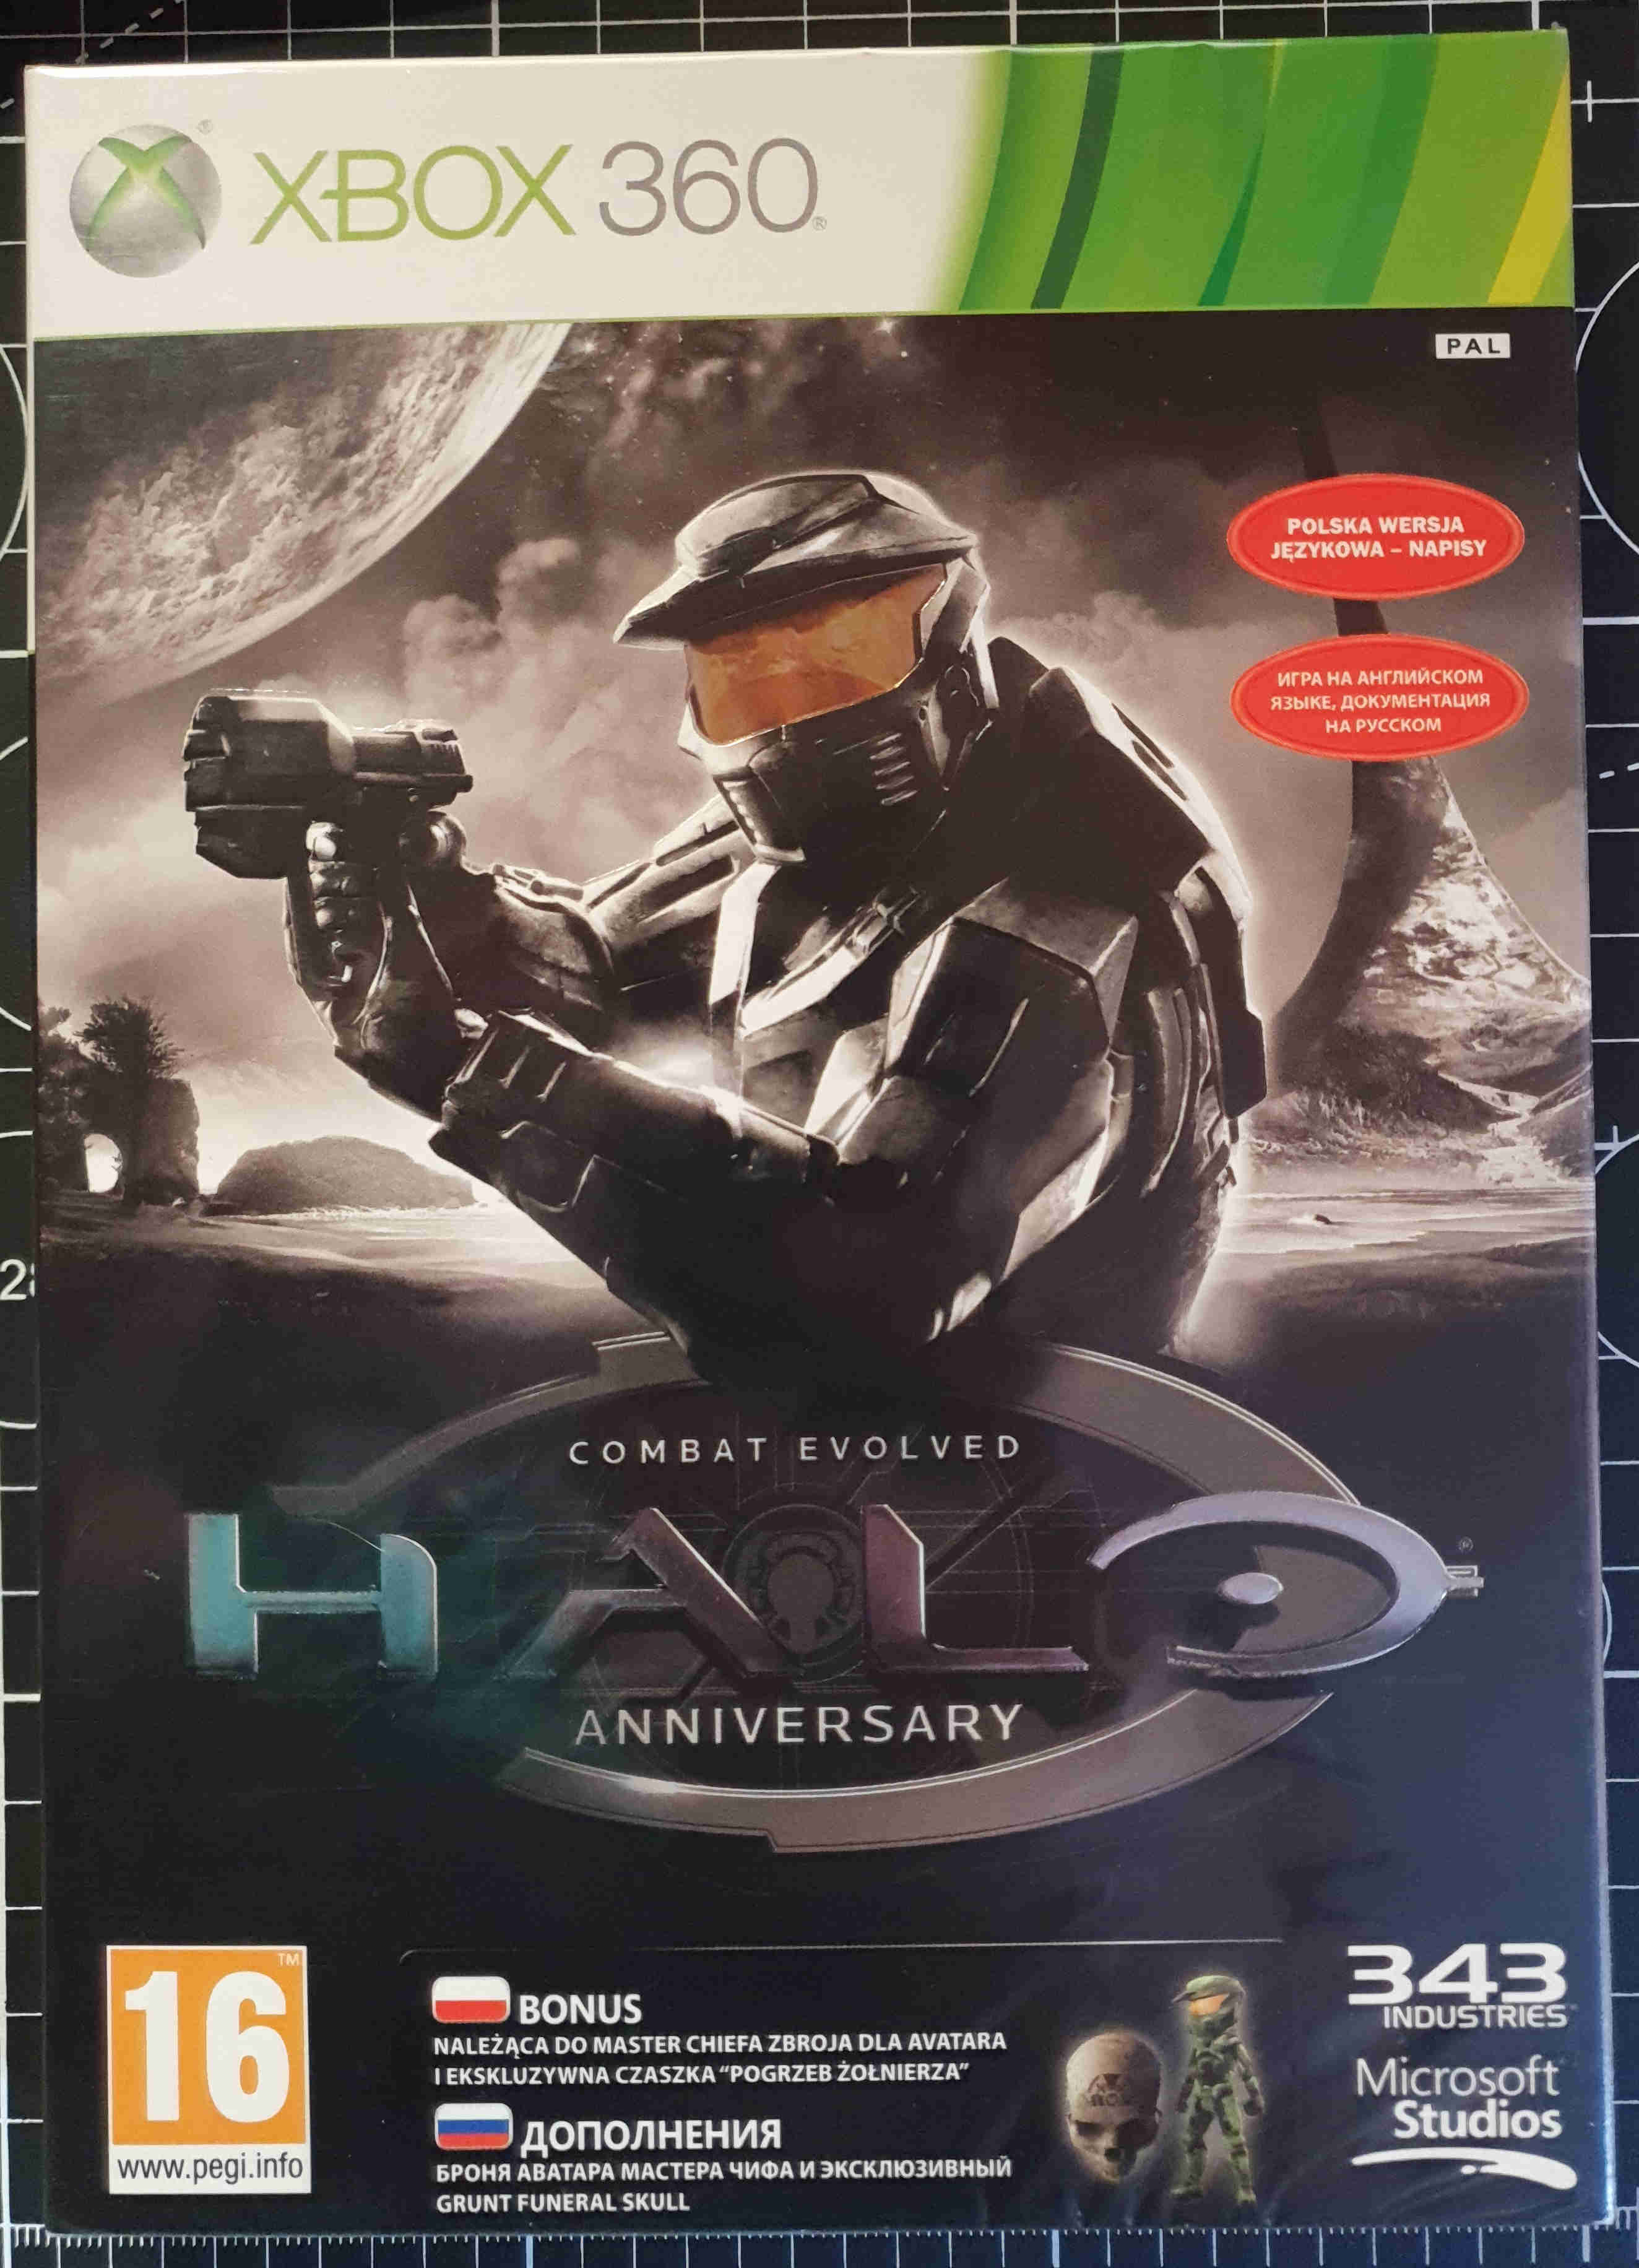 XBOX 360
PAL
POLSKA WERSJA
JĘZYKOWA – NAPISY
ИГРА НА АНГЛИЙСКОМ
ЯЗЫКЕ, ДОКУМЕНТАЦИЯ
НА РУССКОМ
COMBAT EVOLVED
HALO
ANNIVERSARY
16
www.pegi.info
BONUS
NALEŻĄCA DO MASTER CHIEFA ZBROJA DLA AVATARA
I EKSKLUZYWNA CZASZKA “POGRZEB ŻOŁNIERZA”
ДОПОЛНЕНИЯ
БРОНЯ АВАТАРА МАСТЕРА ЧИФА И ЭКСКЛЮЗИВНЫЙ
GRUNT FUNERAL SKULL
343
INDUSTRIES
Microsoft
Studios